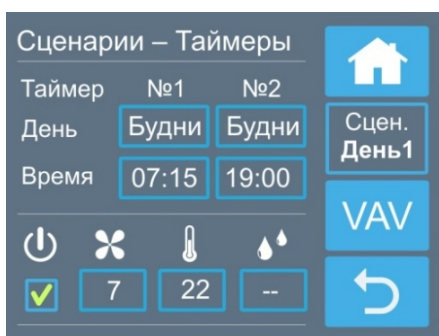 Сценарии – Таймеры
Таймер №1 №2
День Будни Будни
Время 07:15 19:00
7 22 --
Сцен.
День1
VAV